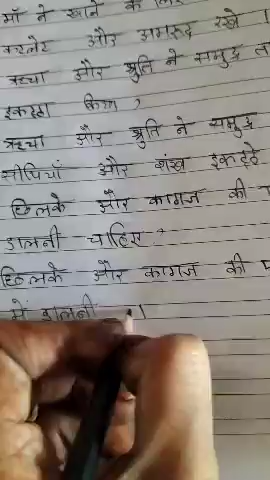 माँ ने खाने के लिए
कटलेट और अमरूद रखे।
ऋचा और श्रुति ने समुद्र
इकट्ठा किया?
ऋचा और श्रुति ने समुद्र
सीपियाँ और शंख इकट्ठे
छिलके और कागज की
डालनी चाहिए?
छिलके और कागज की
मे डालनी